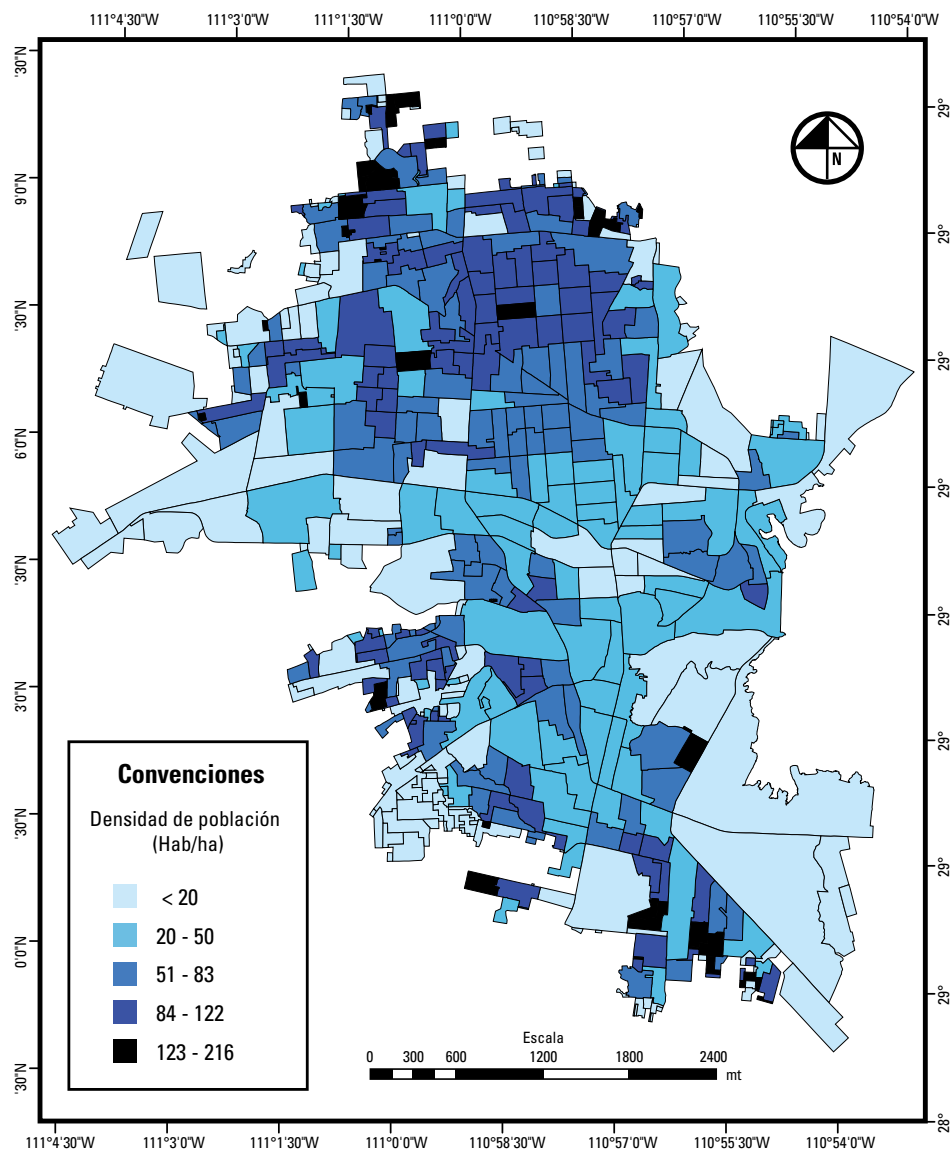 111°4'30"W 111°3'0"W 111°1'30"W 111°0'0"W 110°58'30"W 110°57'0"W 110°55'30"W 110°54'0"W
'30"N
29°
N
9'0"N
29°
'30"N
29°
6'0"N
29°
'30"N
29°
3'0"N
29°
'30"N
29°
0'0"N
29°
'30"N
28°
Convenciones
Densidad de población
(Hab/ha)
< 20
20 - 50
51 - 83
84 - 122
123 - 216
Escala
0 300 600 1200 1800 2400
mt
111°4'30"W 111°3'0"W 111°1'30"W 111°0'0"W 110°58'30"W 110°57'0"W 110°55'30"W 110°54'0"W